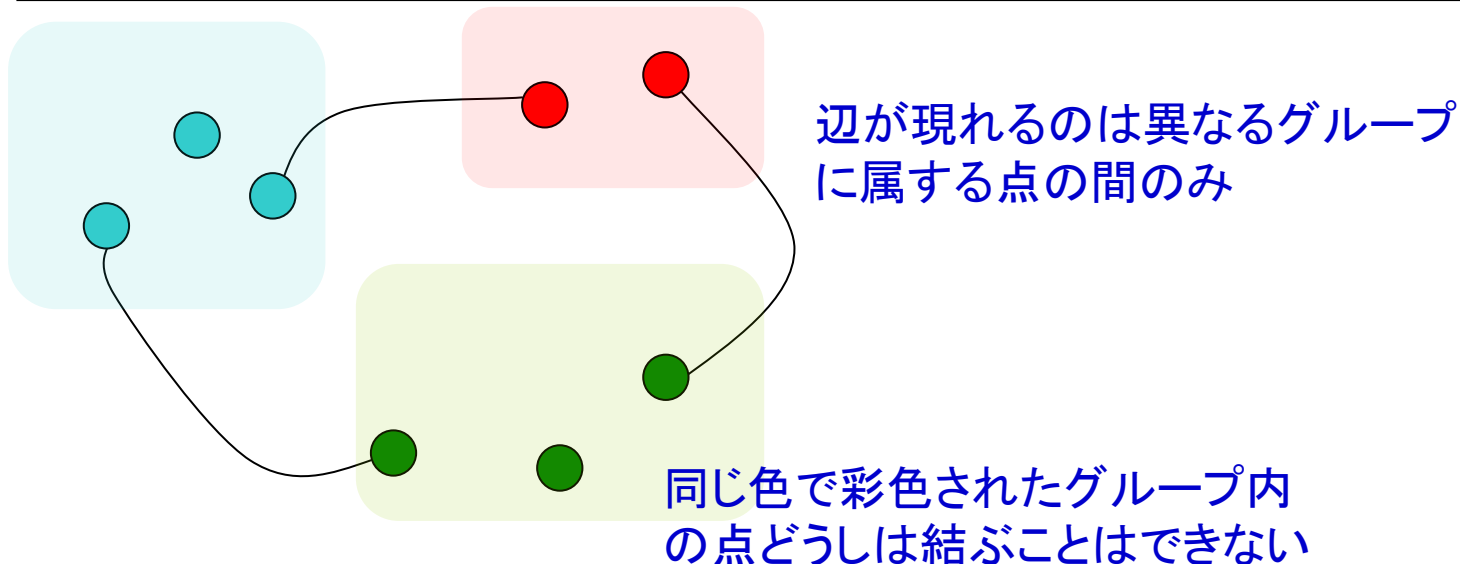 辺が現れるのは異なるグループ
に属する点の間のみ
同じ色で彩色されたグループ内
の点どうしは結ぶことはできない